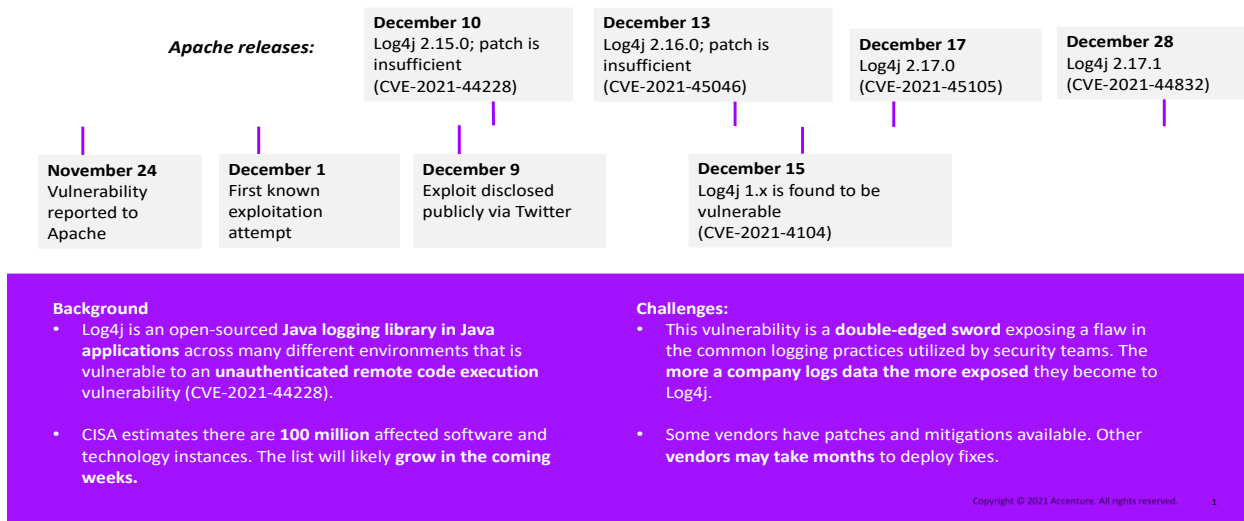 Apache releases:
December 10
Log4j 2.15.0; patch is
insufficient
(CVE-2021-44228)
December 13
Log4j 2.16.0; patch is
insufficient
(CVE-2021-45046)
December 17
Log4j 2.17.0
(CVE-2021-45105)
December 28
Log4j 2.17.1
(CVE-2021-44832)
November 24
Vulnerability
reported to
Apache
December 1
First known
exploitation
attempt
December 9
Exploit disclosed
publicly via Twitter
December 15
Log4j 1.x is found to be
vulnerable
(CVE-2021-4104)
Background
• Log4j is an open-sourced Java logging library in Java
applications across many different environments that is
vulnerable to an unauthenticated remote code execution
vulnerability (CVE-2021-44228).
• CISA estimates there are 100 million affected software and
technology instances. The list will likely grow in the coming
weeks.
Challenges:
• This vulnerability is a double-edged sword exposing a flaw in
the common logging practices utilized by security teams. The
more a company logs data the more exposed they become to
Log4j.
• Some vendors have patches and mitigations available. Other
vendors may take months to deploy fixes.
Copyright © 2021 Accenture. All rights reserved. 1